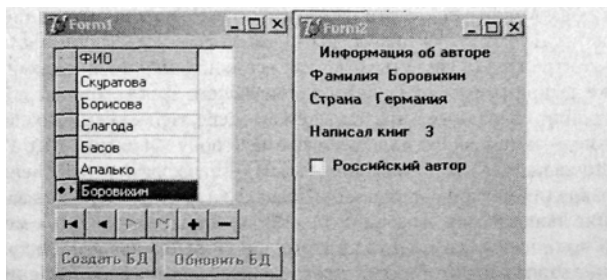 Form1
ФИО
Скуратова
Борисова
Слагода
Басов
Апалько
Боровихин
Создать БД Обновить БД
Form2
Информация об авторе
Фамилия Боровихин
Страна Германия
Написал книг 3
Российский автор